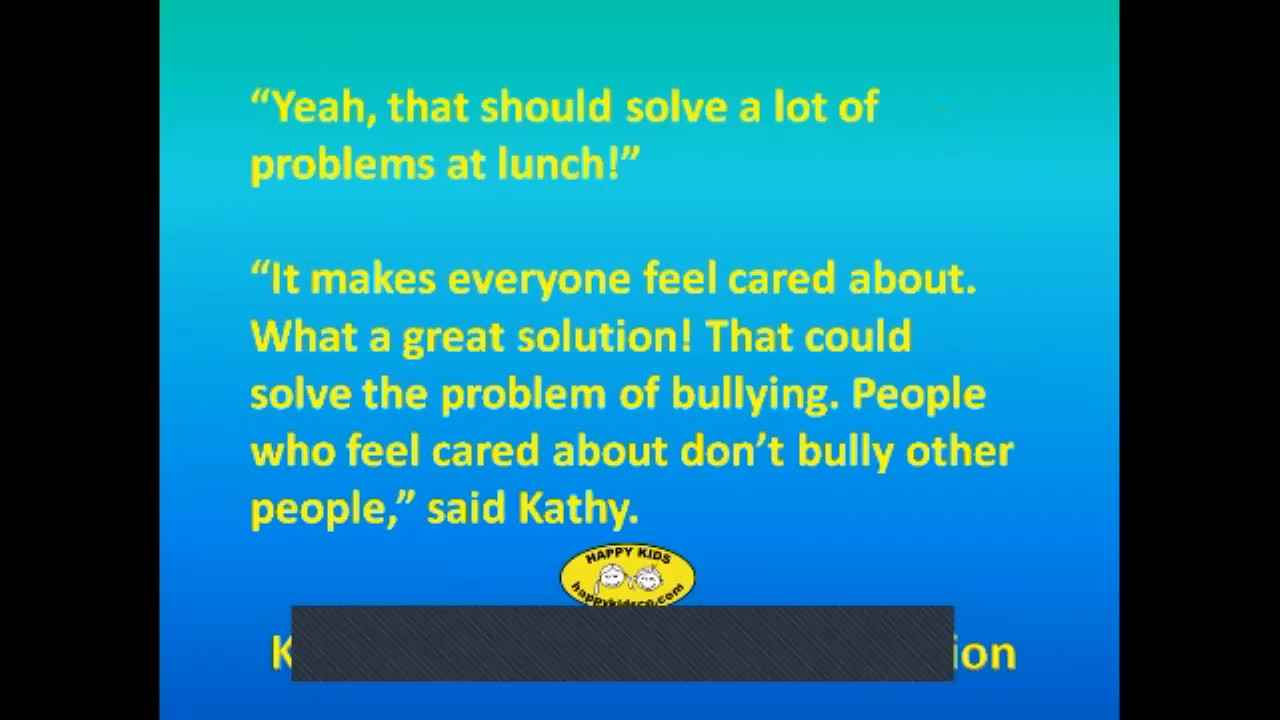 “Yeah, that should solve a lot of
problems at lunch!”
“It makes everyone feel cared about.
What a great solution! That could
solve the problem of bullying. People
who feel cared about don’t bully other
people,” said Kathy.
HAPPY KIDS